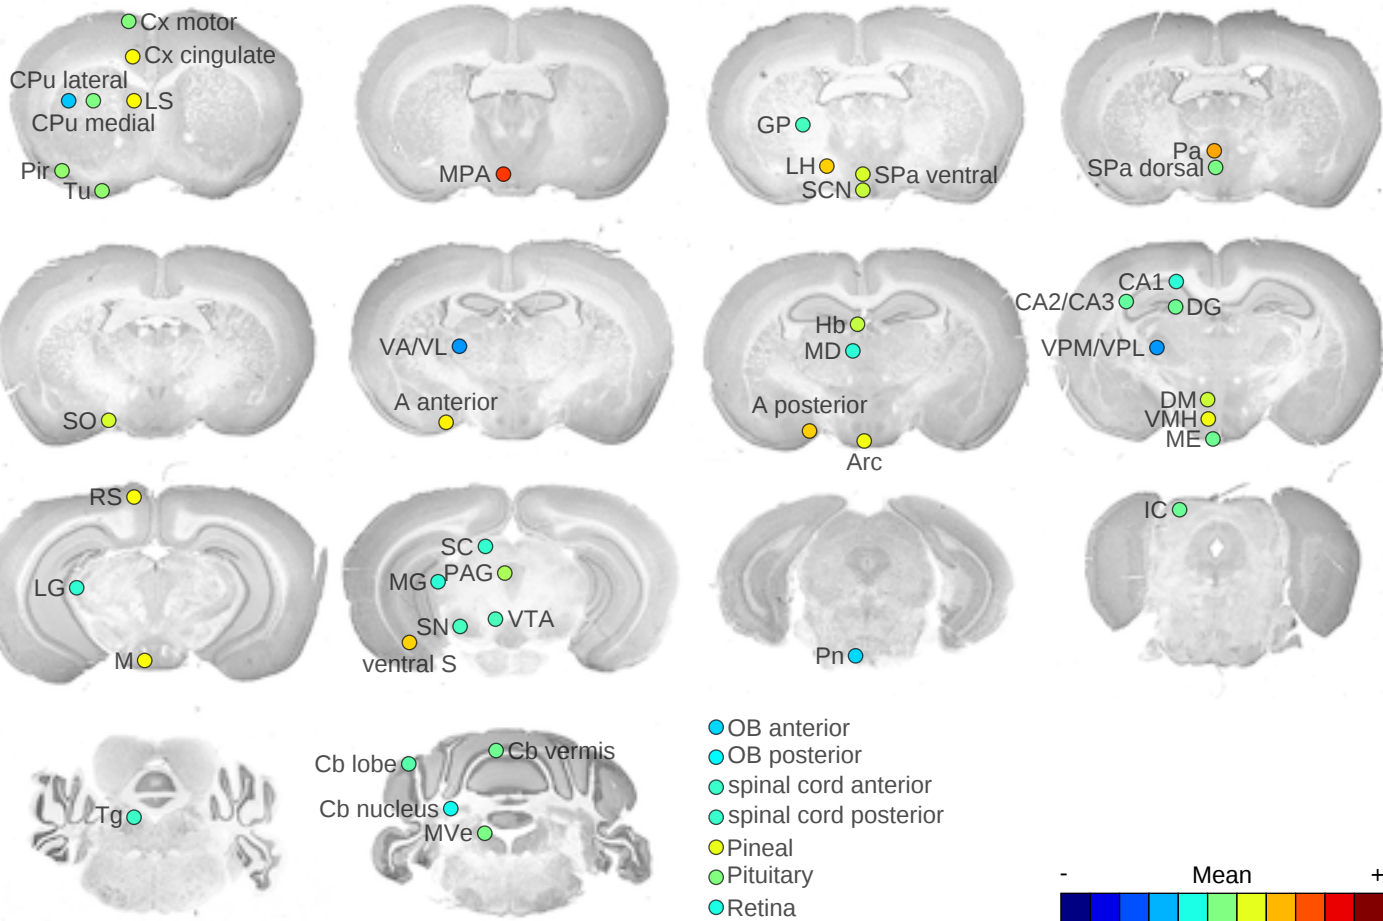 Cx motor
Cx cingulate
CPu lateral
LS
CPu medial
Pir
Tu
MPA
GP
LH
SPa ventral
SCN
Pa
SPa dorsal
SO
VA/VL
A anterior
Hb
MD
A posterior
Arc
CA1
CA2/CA3
DG
VPM/VPL
DM
VMH
ME
RS
LG
M
SC
MG
PAG
SN
VTA
ventral S
Pn
IC
Tg
Cb lobe
Cb vermis
Cb nucleus
MVe
OB anterior
OB posterior
spinal cord anterior
spinal cord posterior
Pineal
Pituitary
Retina
- Mean +